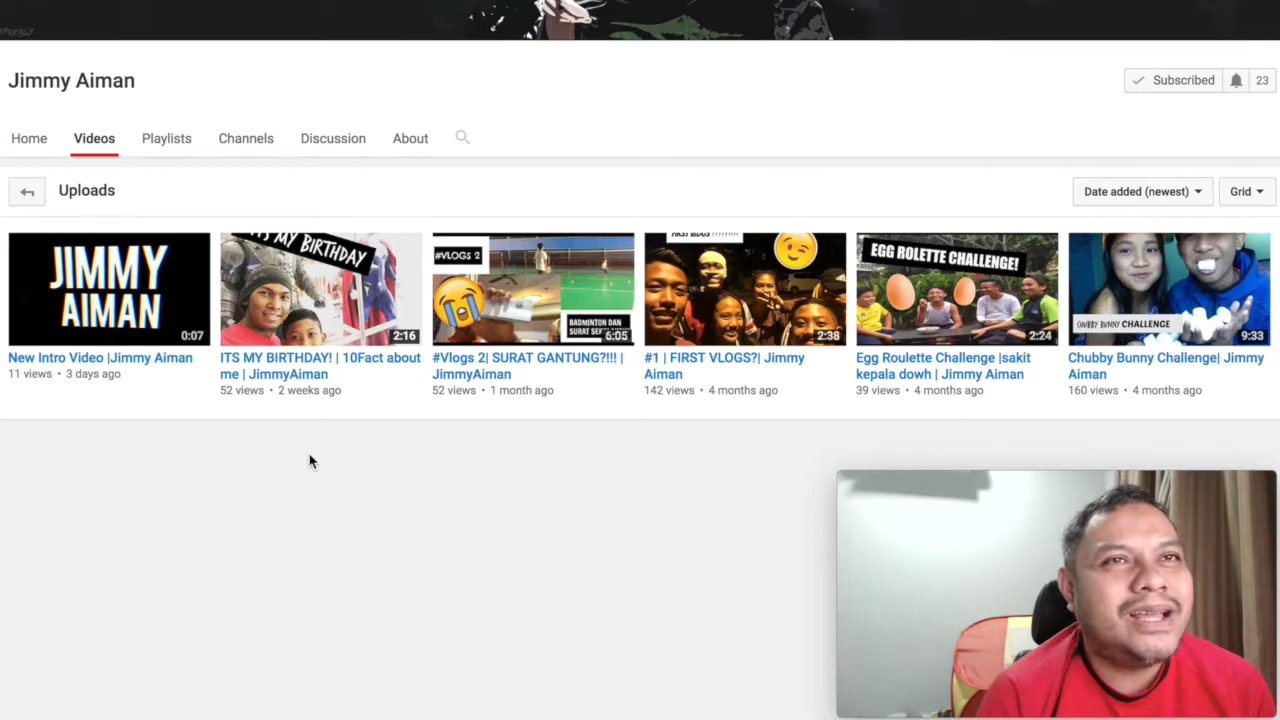 Jimmy Aiman
Subscribed 23
Home Videos Playlists Channels Discussion About
Uploads
Date added (newest) Grid
JIMMY
AIMAN
0:07
New Intro Video |Jimmy Aiman
11 views • 3 days ago
ITS MY BIRTHDAY
2:16
ITS MY BIRTHDAY! | 10Fact about
me | JimmyAiman
52 views • 2 weeks ago
#VLOGS 2
BADMINTON DAN
6:05
#Vlogs 2| SURAT GANTUNG?!!! |
JimmyAiman
52 views • 1 month ago
FIRST VLOGS?????????
2:38
#1 | FIRST VLOGS?| Jimmy
Aiman
142 views • 4 months ago
EGG ROLETTE CHALLENGE!
2:24
Egg Roulette Challenge |sakit
kepala dowh | Jimmy Aiman
39 views • 4 months ago
CHUBBY BUNNY CHALLENGE
9:33
Chubby Bunny Challenge| Jimmy
Aiman
160 views • 4 months ago